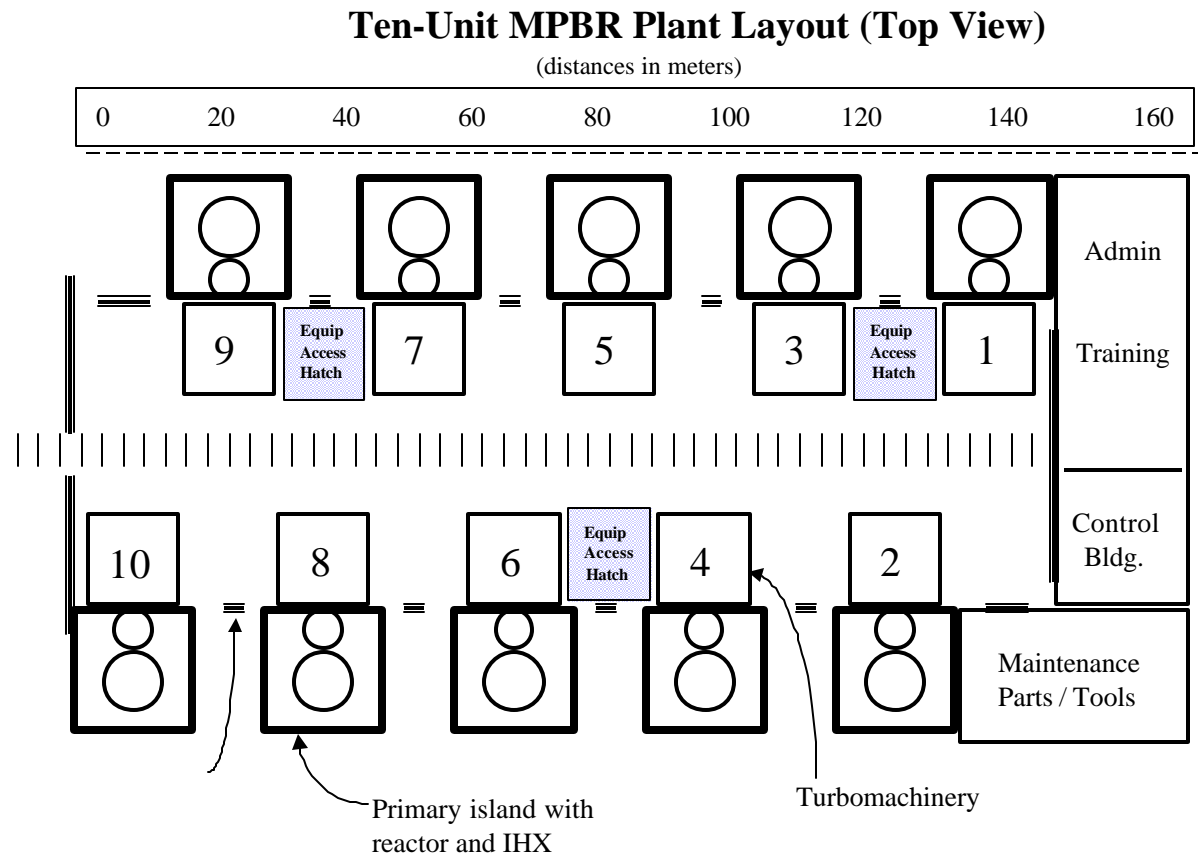 Ten-Unit MPBR Plant Layout (Top View)
(distances in meters)
0 20 40 60 80 100 120 140 160
Admin
Training
9
Equip
Access
Hatch
7
5
3
Equip
Access
Hatch
1
10
8
6
Equip
Access
Hatch
4
2
Control
Bldg.
Maintenance
Parts / Tools
Primary island with
reactor and IHX
Turbomachinery